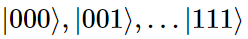 |000⟩, |001⟩, . . . |111⟩